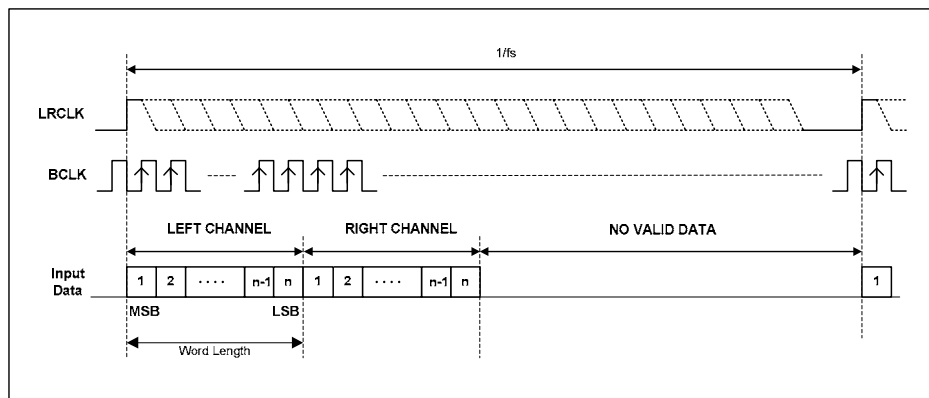 1/fs
LRCLK
BCLK
LEFT CHANNEL RIGHT CHANNEL NO VALID DATA
Input Data 1 2 . . . . n-1 n 1 2 . . . . n-1 n 1
MSB LSB
Word Length